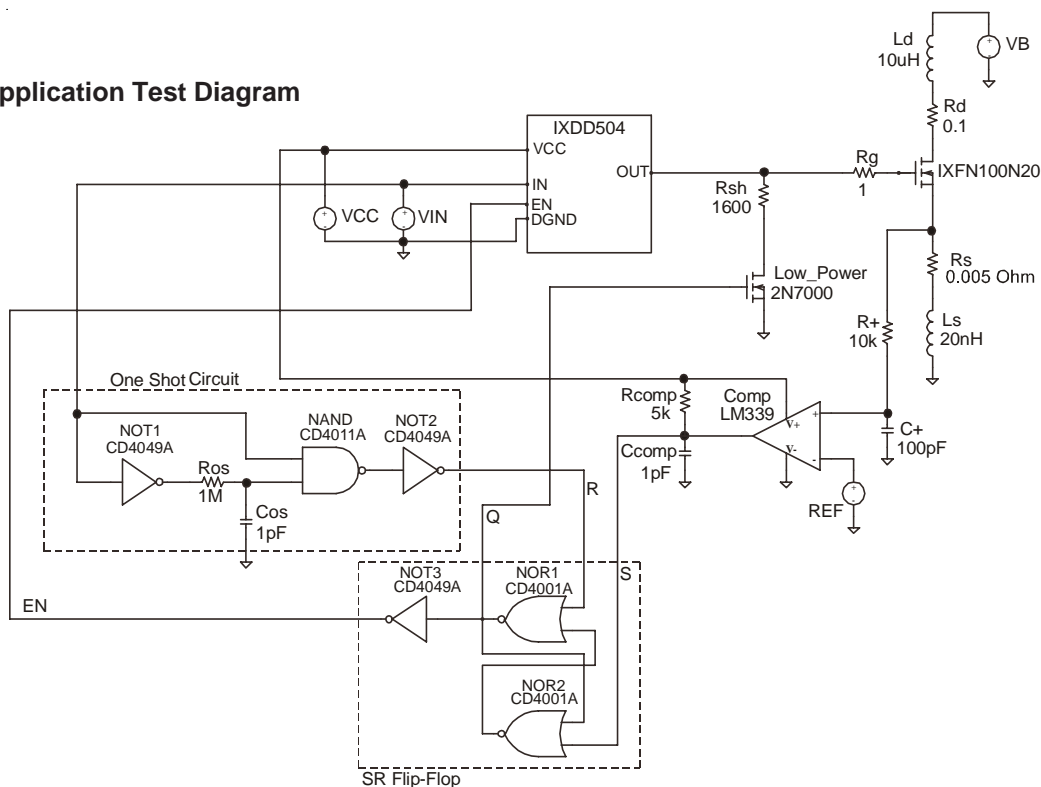 pplication Test Diagram
Ld
10uH
VB
Rd
0.1
IXDD504
VCC
OUT
IN
EN
DGND
Rg
1
IXFN100N20
Rsh
1600
VCC
VIN
Low_Power
2N7000
Rs
0.005 Ohm
R+
10k
Ls
20nH
One Shot Circuit
Rcomp
5k
Comp
LM339
V+
V-
+
-
C+
100pF
Ccomp
1pF
REF
NOT1
CD4049A
Ros
1M
Cos
1pF
NAND
CD4011A
NOT2
CD4049A
R
Q
S
EN
NOT3
CD4049A
NOR1
CD4001A
NOR2
CD4001A
SR Flip-Flop